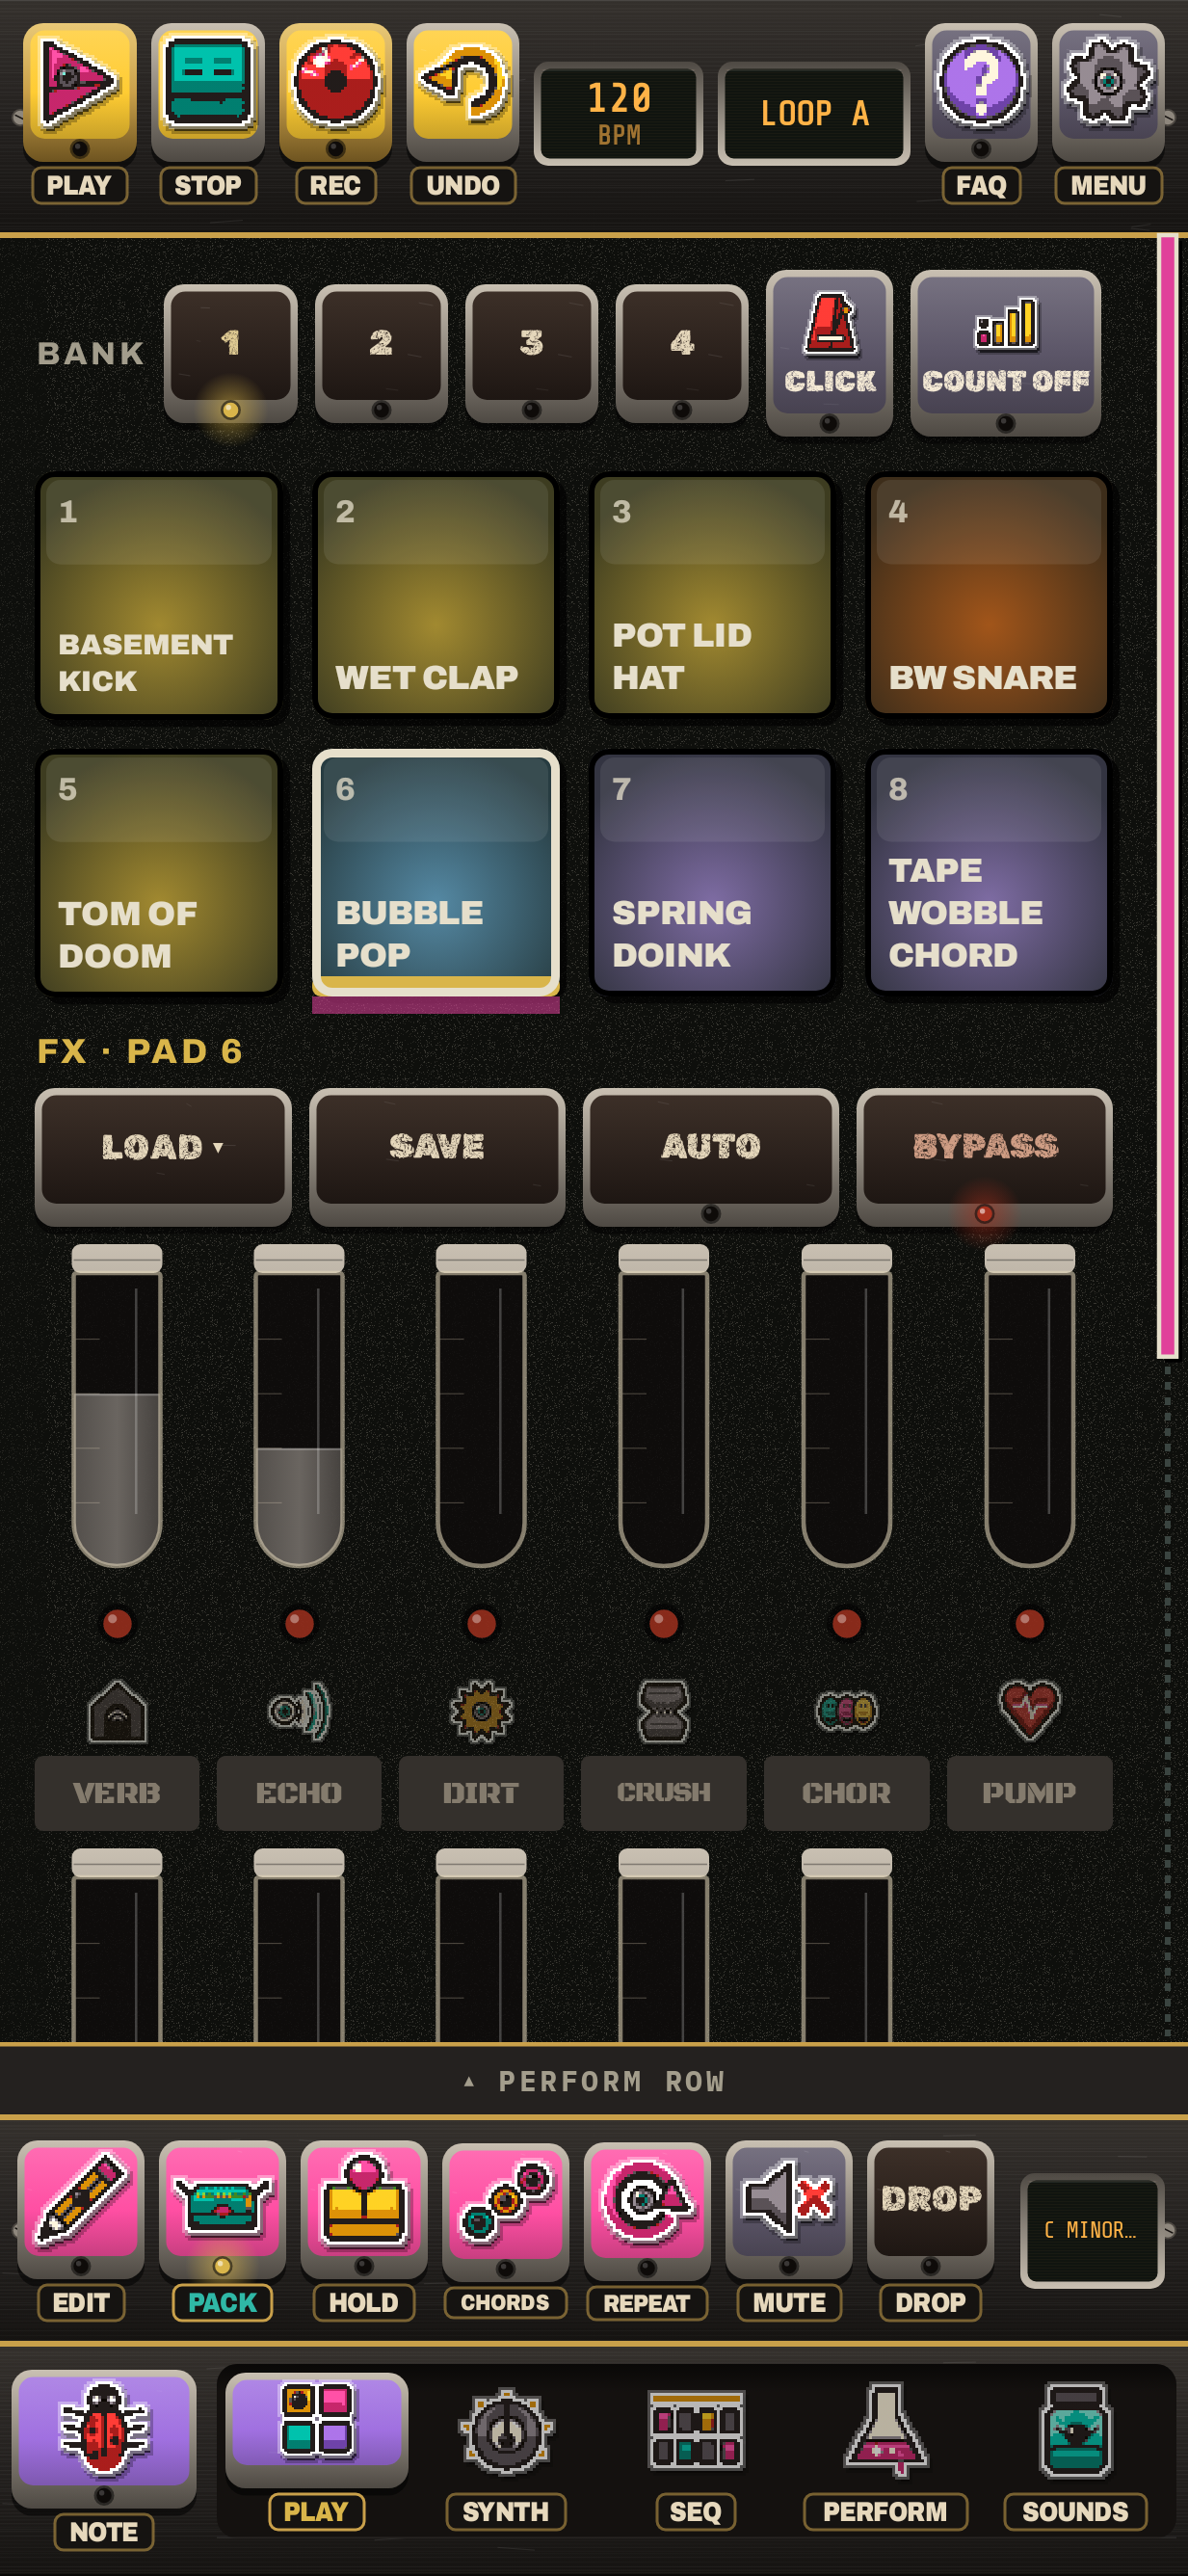 120
BPM
LOOP A
PLAY
STOP
REC
UNDO
FAQ
MENU
BANK
1
2
3
4
CLICK
COUNT OFF
1
BASEMENT
KICK
2
WET CLAP
3
POT LID
HAT
4
BW SNARE
5
TOM OF
DOOM
6
BUBBLE
POP
7
SPRING
DOINK
8
TAPE
WOBBLE
CHORD
FX · PAD 6
LOAD ▾
SAVE
AUTO
BYPASS
VERB
ECHO
DIRT
CRUSH
CHOR
PUMP
▴ PERFORM ROW
DROP
C MINOR…
EDIT
PACK
HOLD
CHORDS
REPEAT
MUTE
DROP
NOTE
PLAY
SYNTH
SEQ
PERFORM
SOUNDS